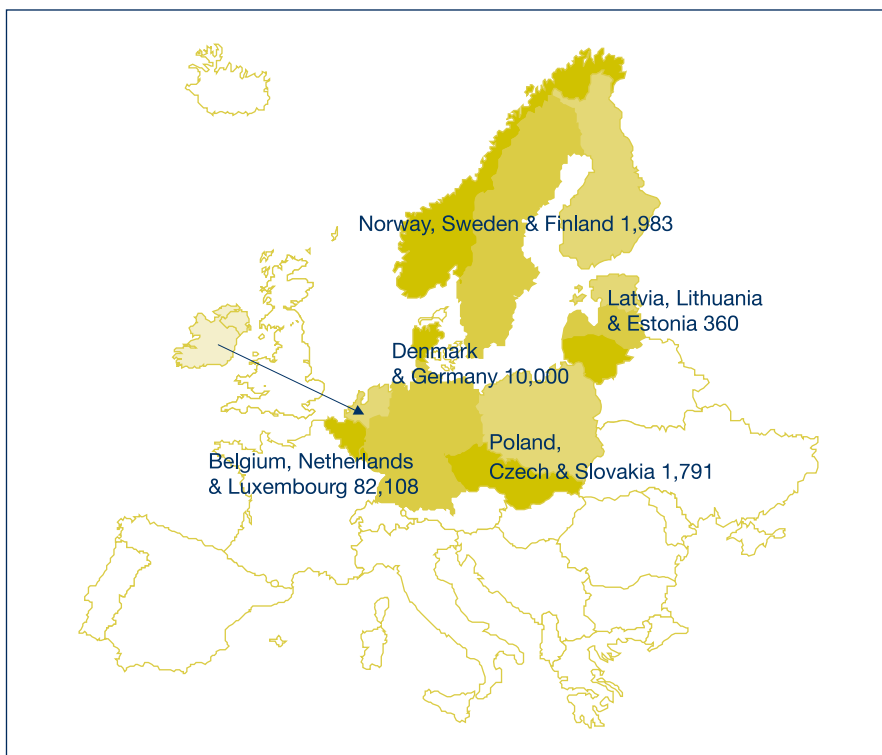 Norway, Sweden & Finland 1,983
Latvia, Lithuania
& Estonia 360
Denmark
& Germany 10,000
Poland,
Czech & Slovakia 1,791
Belgium, Netherlands
& Luxembourg 82,108